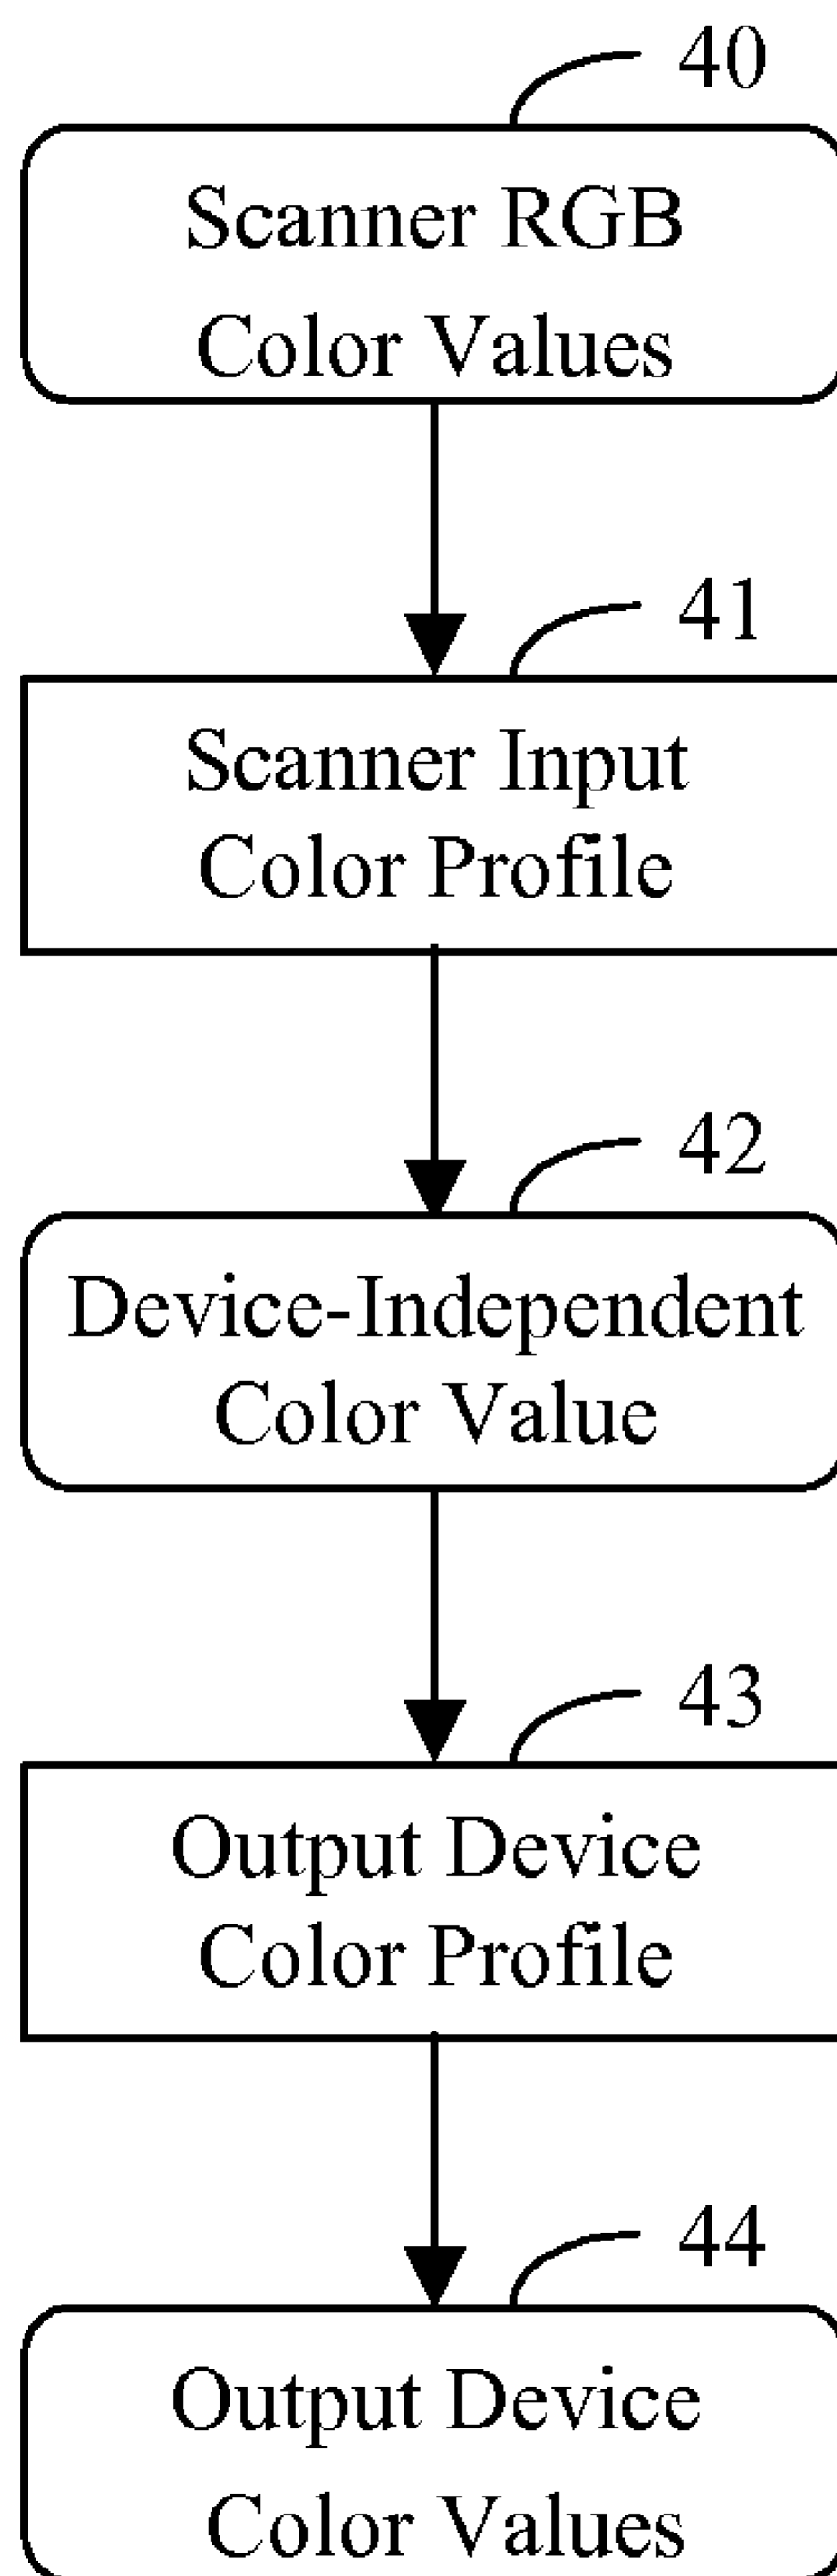 40
Scanner RGB
Color Values
41
Scanner Input
Color Profile
42
Device-Independent
Color Value
43
Output Device
Color Profile
44
Output Device
Color Values